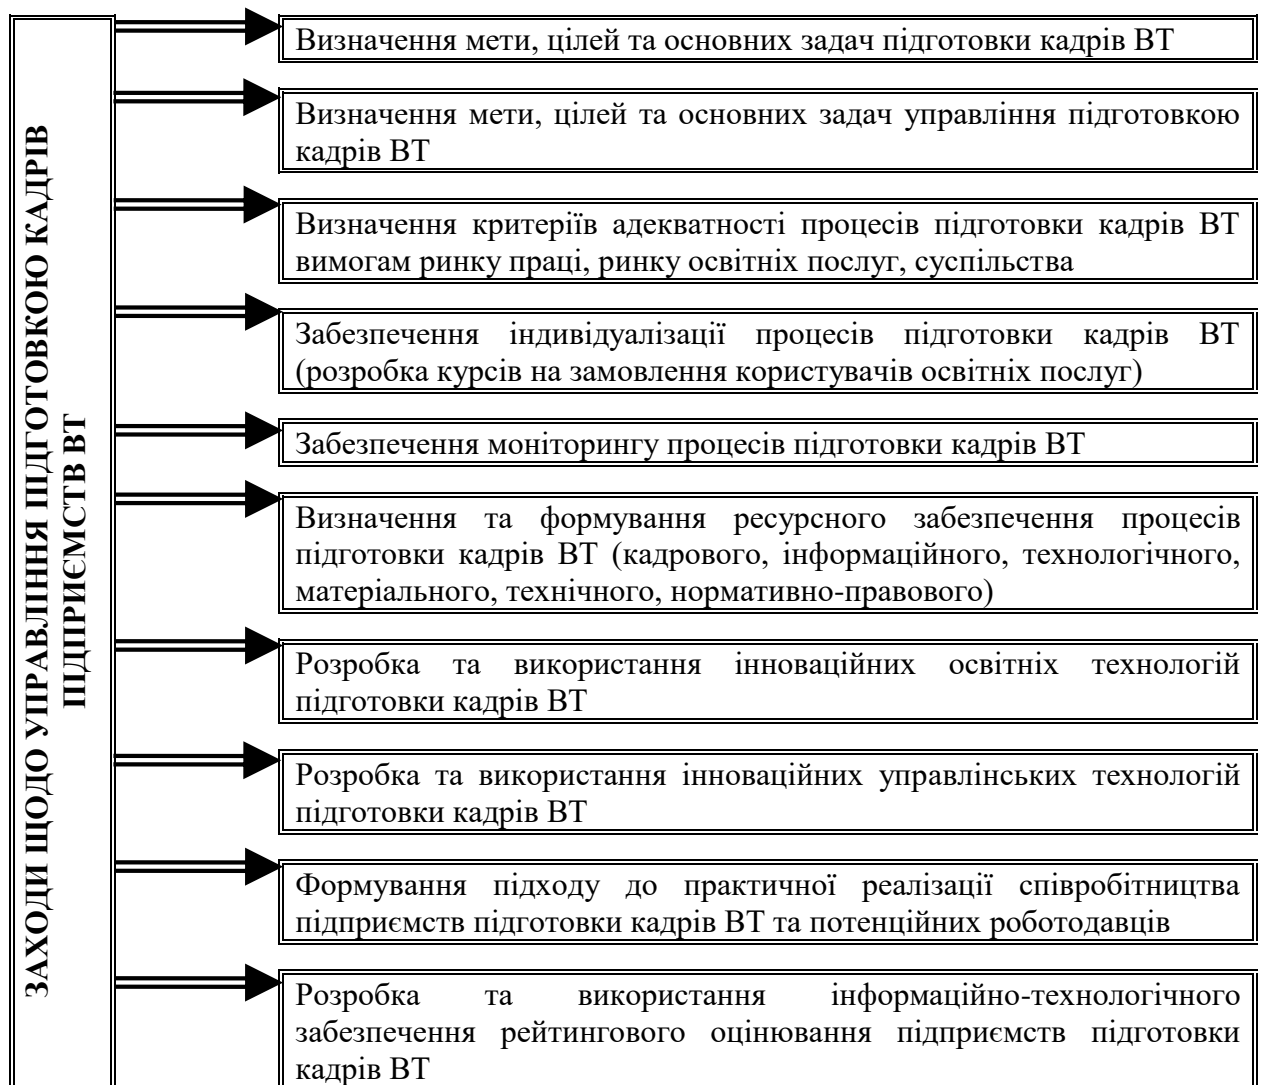 ЗАХОДИ ЩОДО УПРАВЛІННЯ ПІДГОТОВКОЮ КАДРІВ
ПІДПРИЄМСТВ ВТ
Визначення мети, цілей та основних задач підготовки кадрів ВТ
Визначення мети, цілей та основних задач управління підготовкою
кадрів ВТ
Визначення критеріїв адекватності процесів підготовки кадрів ВТ
вимогам ринку праці, ринку освітніх послуг, суспільства
Забезпечення індивідуалізації процесів підготовки кадрів ВТ
(розробка курсів на замовлення користувачів освітніх послуг)
Забезпечення моніторингу процесів підготовки кадрів ВТ
Визначення та формування ресурсного забезпечення процесів
підготовки кадрів ВТ (кадрового, інформаційного, технологічного,
матеріального, технічного, нормативно-правового)
Розробка та використання інноваційних освітніх технологій
підготовки кадрів ВТ
Розробка та використання інноваційних управлінських технологій
підготовки кадрів ВТ
Формування підходу до практичної реалізації співробітництва
підприємств підготовки кадрів ВТ та потенційних роботодавців
Розробка та використання інформаційно-технологічного
забезпечення рейтингового оцінювання підприємств підготовки
кадрів ВТ